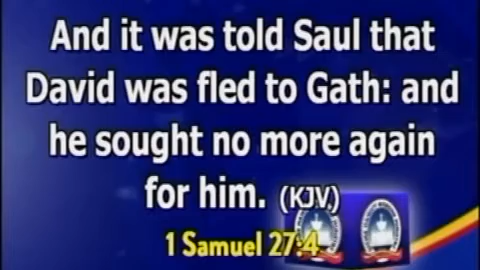 And it was told Saul that
David was fled to Gath: and
he sought no more again
for him. (KJV)
1 Samuel 27:4